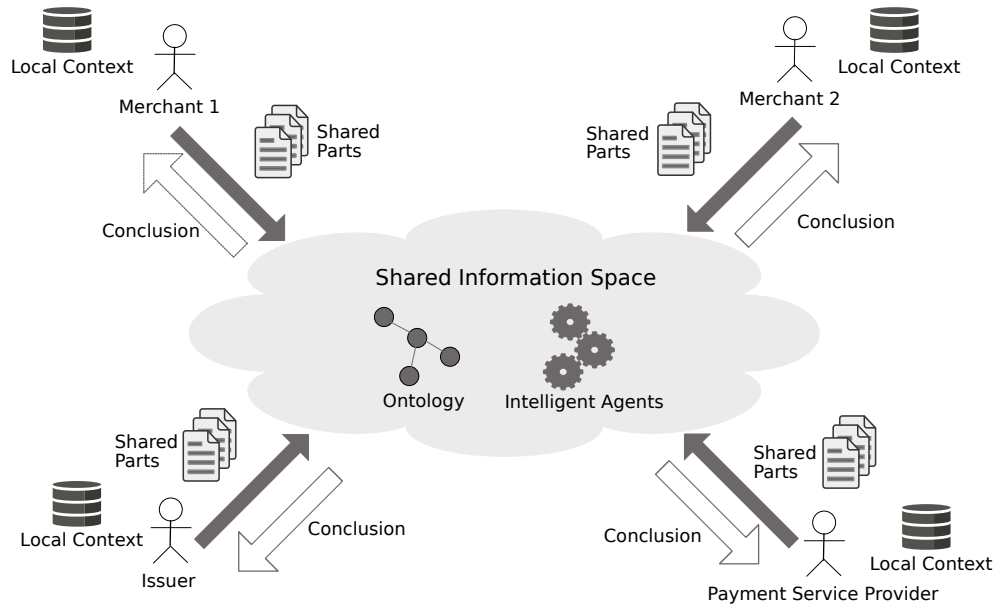 Local Context
Merchant 1
Shared
Parts
Conclusion
Merchant 2
Local Context
Shared
Parts
Conclusion
Shared Information Space
Ontology
Intelligent Agents
Shared
Parts
Local Context
Issuer
Conclusion
Shared
Parts
Conclusion
Local Context
Payment Service Provider